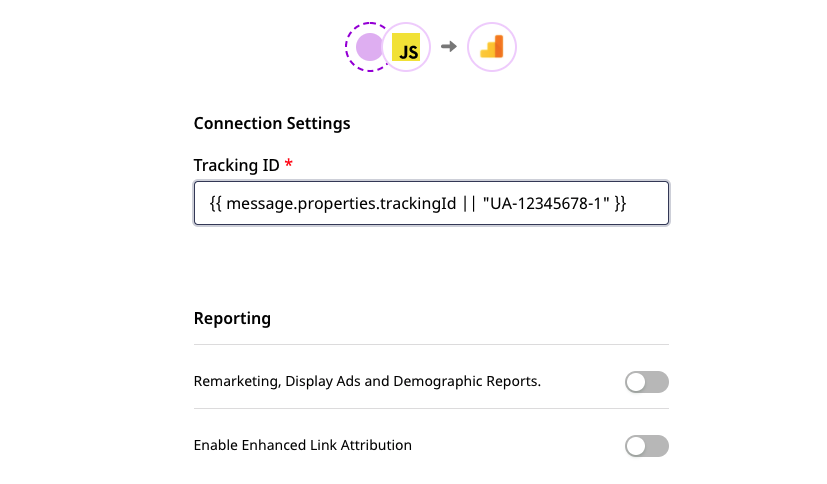 JS
Connection Settings
Tracking ID *
{{ message.properties.trackingId || "UA-12345678-1" }}
Reporting
Remarketing, Display Ads and Demographic Reports.
Enable Enhanced Link Attribution